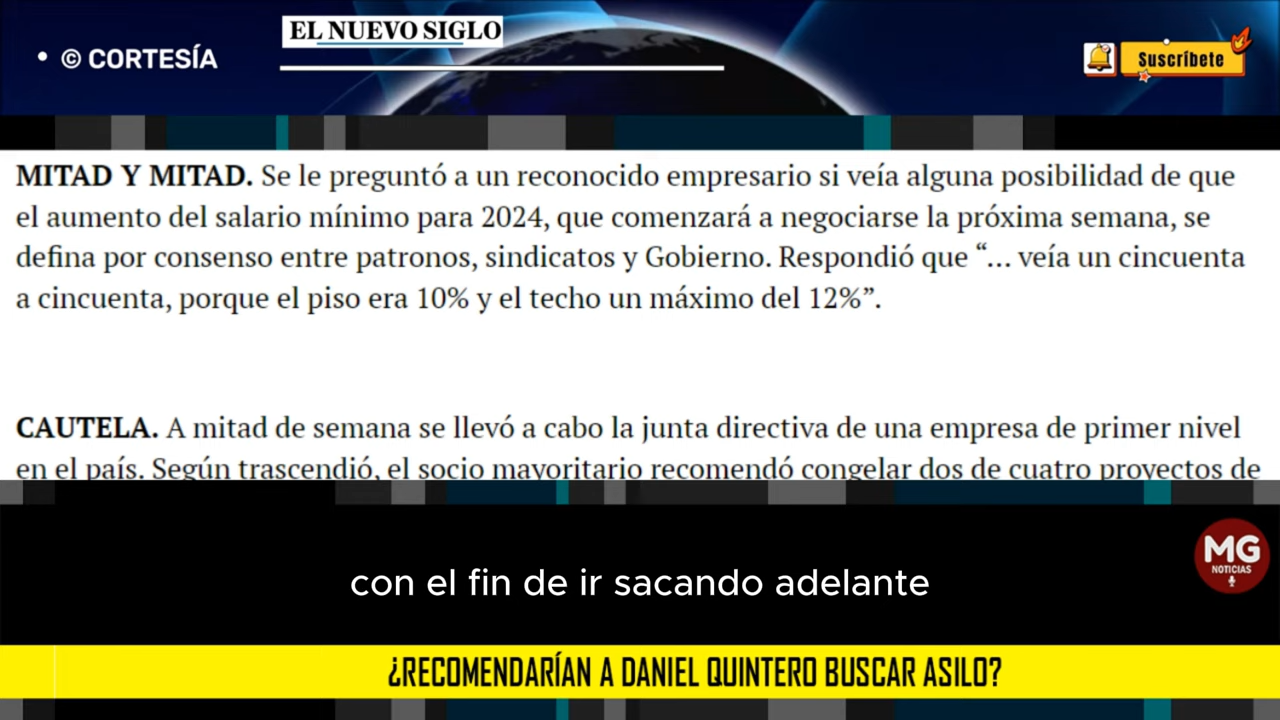 EL NUEVO SIGLO
• © CORTESÍA
Suscríbete
MITAD Y MITAD. Se le preguntó a un reconocido empresario si veía alguna posibilidad de que
el aumento del salario mínimo para 2024, que comenzará a negociarse la próxima semana, se
defina por consenso entre patronos, sindicatos y Gobierno. Respondió que “... veía un cincuenta
a cincuenta, porque el piso era 10% y el techo un máximo del 12%”.
CAUTELA. A mitad de semana se llevó a cabo la junta directiva de una empresa de primer nivel
en el país. Según trascendió, el socio mayoritario recomendó congelar dos de cuatro proyectos de
MG
NOTICIAS
con el fin de ir sacando adelante
¿RECOMENDARÍAN A DANIEL QUINTERO BUSCAR ASILO?